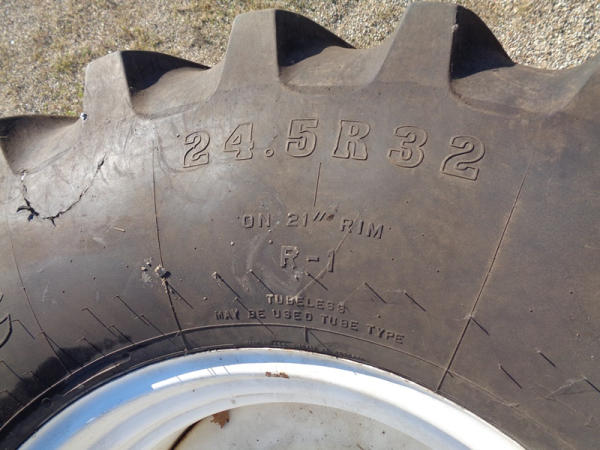 24.5R32
ON 21" RIM
R-1
TUBELESS
MAY BE USED TUBE TYPE